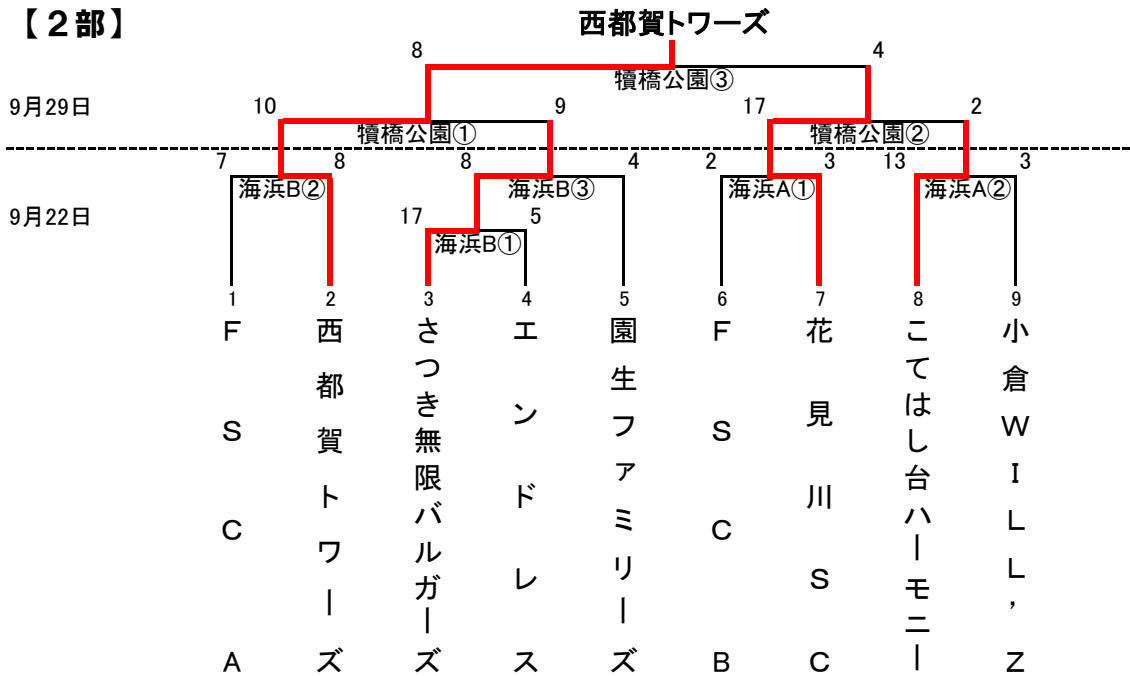 【２部】
西都賀トワーズ
8
4
犢橋公園③
9月29日
10
9
17
2
犢橋公園①
犢橋公園②
7
8
8
4
2
3
13
3
海浜B②
海浜B③
海浜A①
海浜A②
9月22日
17
5
海浜B①
1
2
3
4
5
6
7
8
9
ＦＳＣＡ
西都賀トワーズ
さつき無限バルガーズ
エンドレス
園生ファミリーズ
ＦＳＣＢ
花見川ＳＣ
こてはし台ハーモニー
小倉ＷＩＬＬ’Ｚ